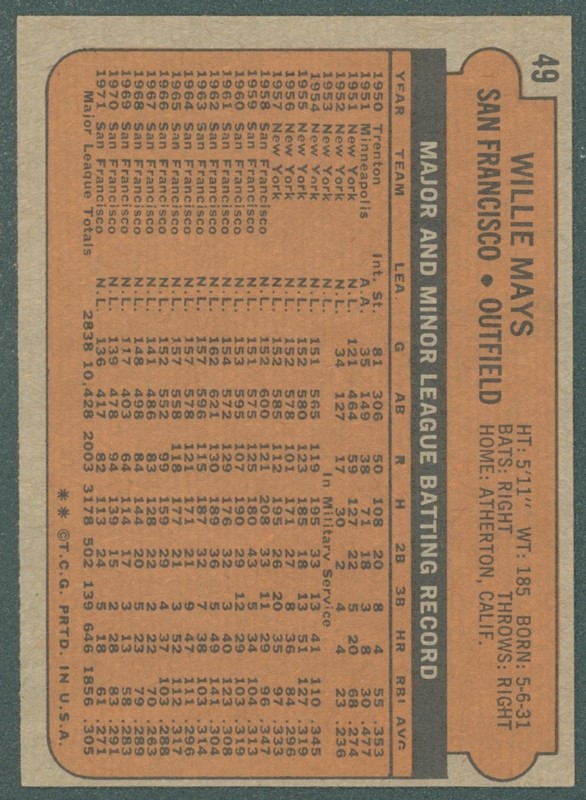 49
WILLIE MAYS
SAN FRANCISCO • OUTFIELD
HT: 5'11" WT: 185 BORN: 5-6-31
BATS: RIGHT THROWS: RIGHT
HOME: ATHERTON, CALIF.
MAJOR AND MINOR LEAGUE BATTING RECORD
YEAR TEAM LEA G AB R H 2B 3B HR RBI AVG
1950 Trenton Int. St. 81 306 50 108 20 8 4 55 .353
1951 Minneapolis A.A. 35 149 38 71 18 3 8 30 .477
1951 New York N.L. 121 464 59 127 22 5 20 68 .274
1952 New York N.L. 34 127 17 30 2 4 4 23 .236
1953 New York N.L. In Military Service
1954 New York N.L. 151 565 119 195 33 13 41 110 .345
1955 New York N.L. 152 580 123 185 18 13 51 127 .319
1956 New York N.L. 152 578 101 171 27 8 36 84 .296
1957 New York N.L. 152 585 112 195 26 20 35 97 .333
1958 San Francisco N.L. 152 600 121 208 33 11 29 96 .347
1959 San Francisco N.L. 151 575 125 180 43 5 34 104 .313
1960 San Francisco N.L. 153 595 107 190 29 12 29 103 .319
1961 San Francisco N.L. 154 572 129 176 32 3 40 123 .308
1962 San Francisco N.L. 162 621 130 189 36 5 49 141 .304
1963 San Francisco N.L. 157 596 115 187 32 7 38 103 .314
1964 San Francisco N.L. 157 578 121 171 21 9 47 111 .296
1965 San Francisco N.L. 157 558 118 177 21 3 52 112 .317
1966 San Francisco N.L. 152 552 99 159 29 4 37 103 .288
1967 San Francisco N.L. 141 486 83 128 22 2 22 70 .263
1968 San Francisco N.L. 148 498 84 144 20 5 23 79 .289
1969 San Francisco N.L. 117 403 64 114 17 3 13 58 .283
1970 San Francisco N.L. 139 478 94 139 15 2 28 83 .291
1971 San Francisco N.L. 136 417 82 113 24 5 18 61 .271
Major League Totals 2838 10,428 2003 3178 502 139 646 1856 .305
** ©T.C.G. PRTD. IN U.S.A.